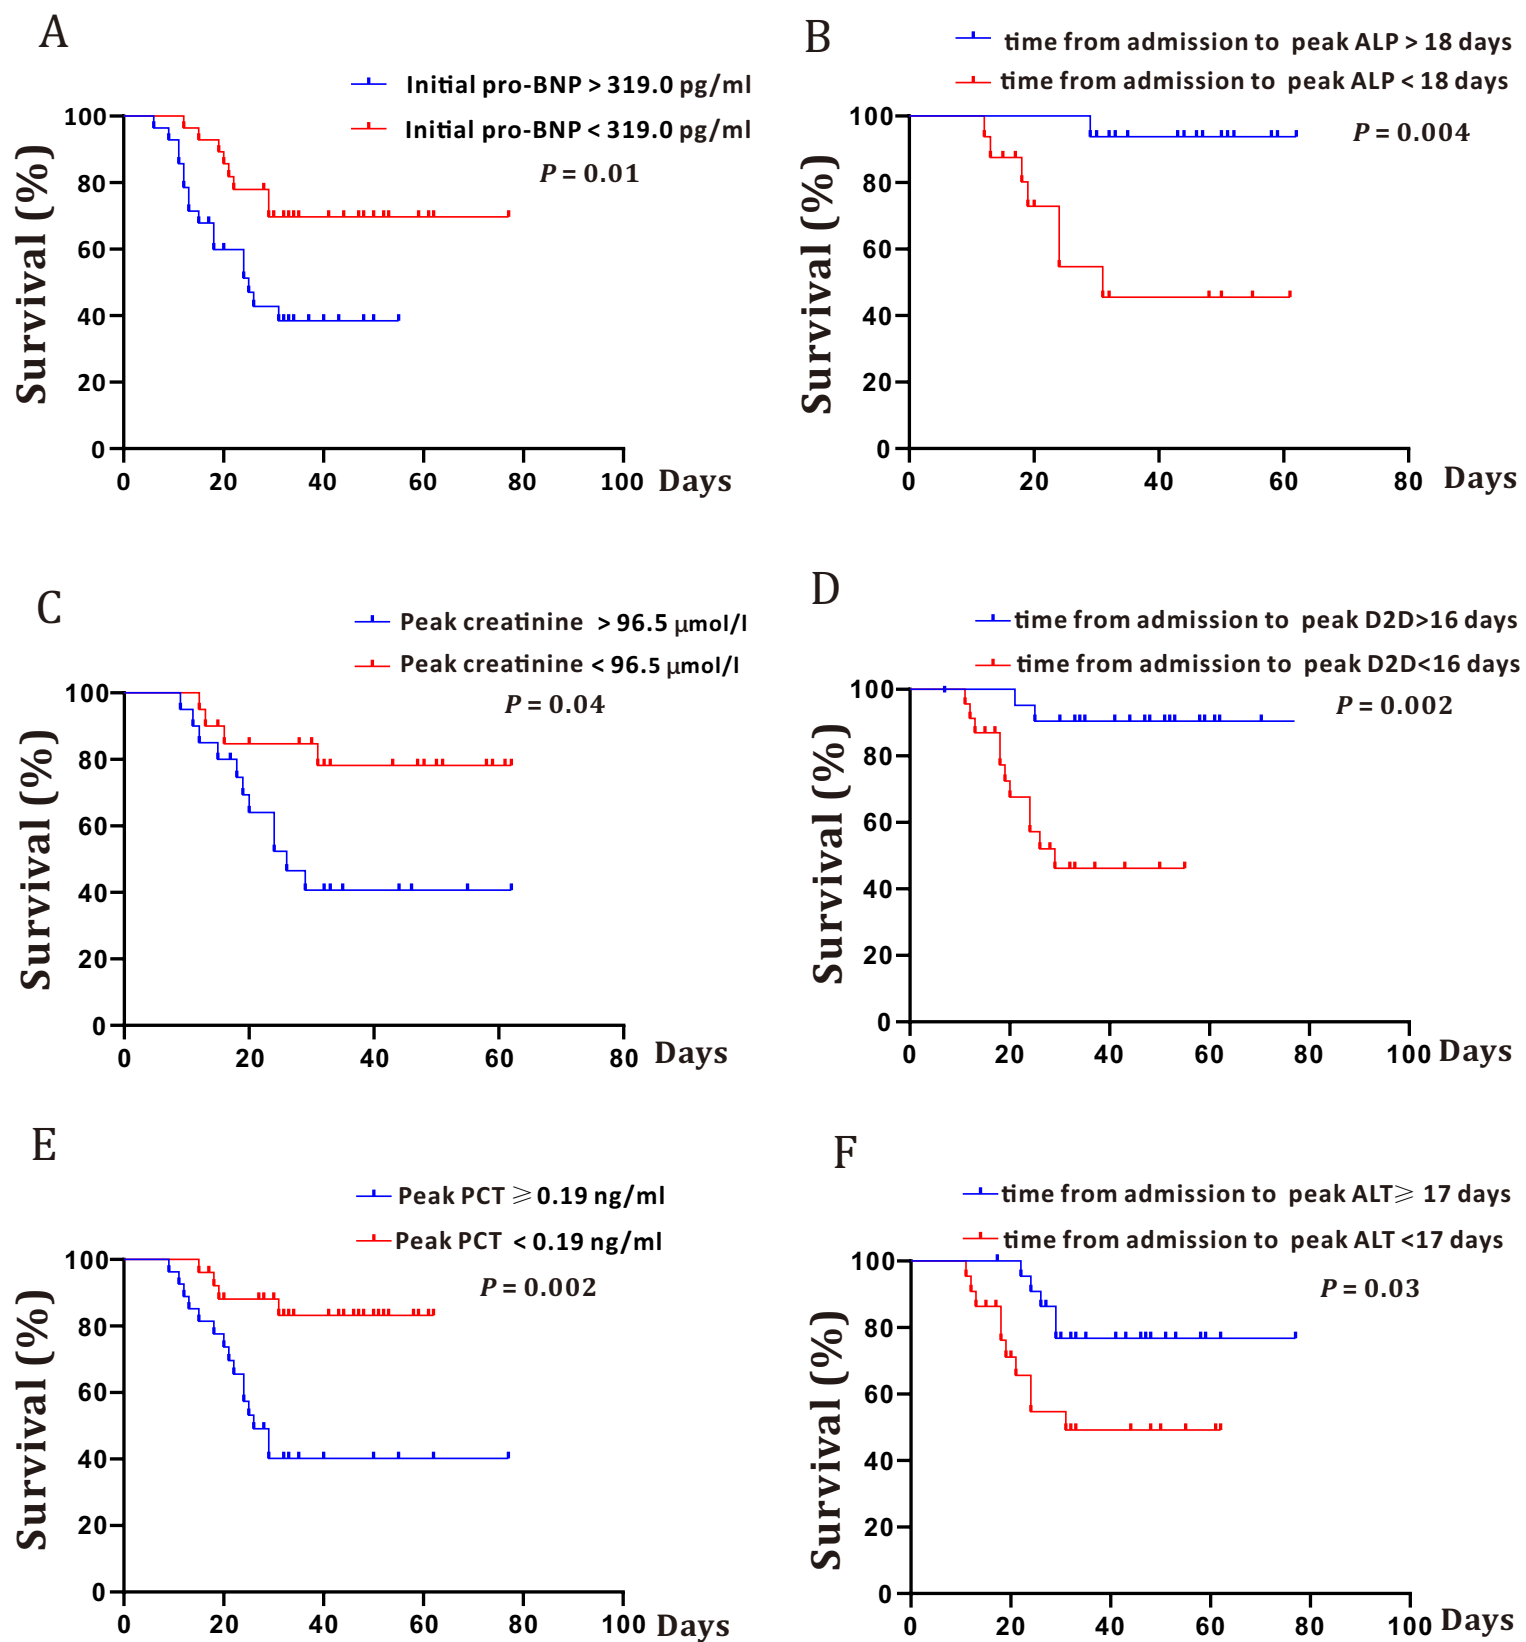 A
Initial pro-BNP > 319.0 pg/ml
Initial pro-BNP < 319.0 pg/ml
P = 0.01
Survival (%)
100
80
60
40
20
0
0 20 40 60 80 100 Days
B
time from admission to peak ALP > 18 days
time from admission to peak ALP < 18 days
P = 0.004
Survival (%)
100
80
60
40
20
0
0 20 40 60 80 Days
C
Peak creatinine > 96.5 μmol/l
Peak creatinine < 96.5 μmol/l
P = 0.04
Survival (%)
100
80
60
40
20
0
0 20 40 60 80 Days
D
time from admission to peak D2D>16 days
time from admission to peak D2D<16 days
P = 0.002
Survival (%)
100
80
60
40
20
0
0 20 40 60 80 100 Days
E
Peak PCT ⩾ 0.19 ng/ml
Peak PCT < 0.19 ng/ml
P = 0.002
Survival (%)
100
80
60
40
20
0
0 20 40 60 80 100 Days
F
time from admission to peak ALT⩾ 17 days
time from admission to peak ALT <17 days
P = 0.03
Survival (%)
100
80
60
40
20
0
0 20 40 60 80 100 Days